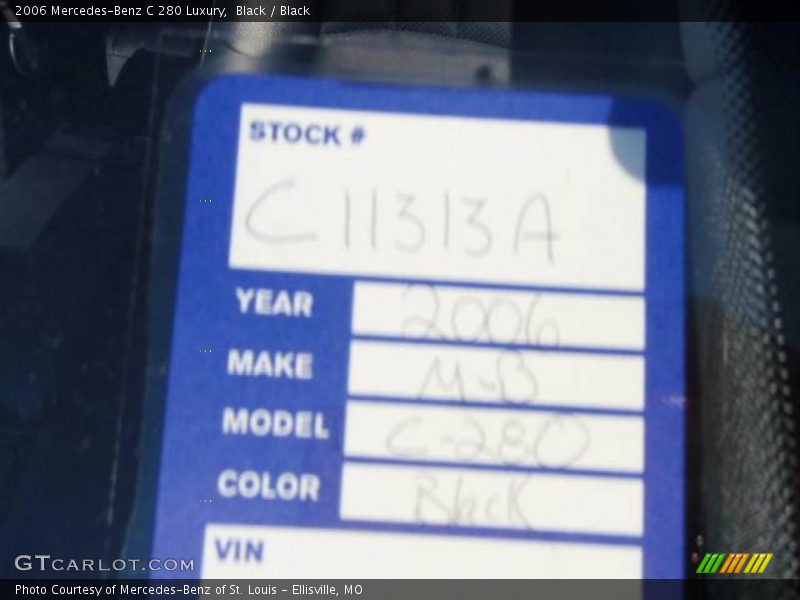 2006 Mercedes-Benz C 280 Luxury,  Black / Black
STOCK #
C11313A
YEAR 2006
MAKE M-B
MODEL C-280
COLOR Black
VIN
GTCARLOT.COM
Photo Courtesy of Mercedes-Benz of St. Louis - Ellisville, MO